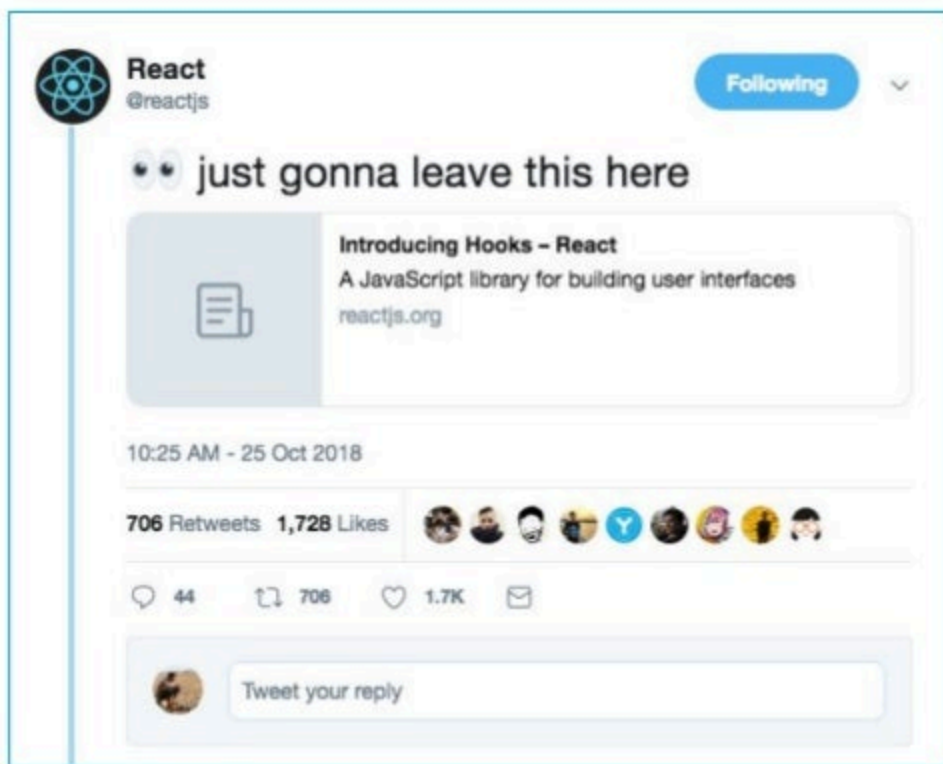 React
@reactjs
Following
👀 just gonna leave this here
Introducing Hooks – React
A JavaScript library for building user interfaces
reactjs.org
10:25 AM - 25 Oct 2018
706 Retweets 1,728 Likes
Y
44 706 1.7K
Tweet your reply